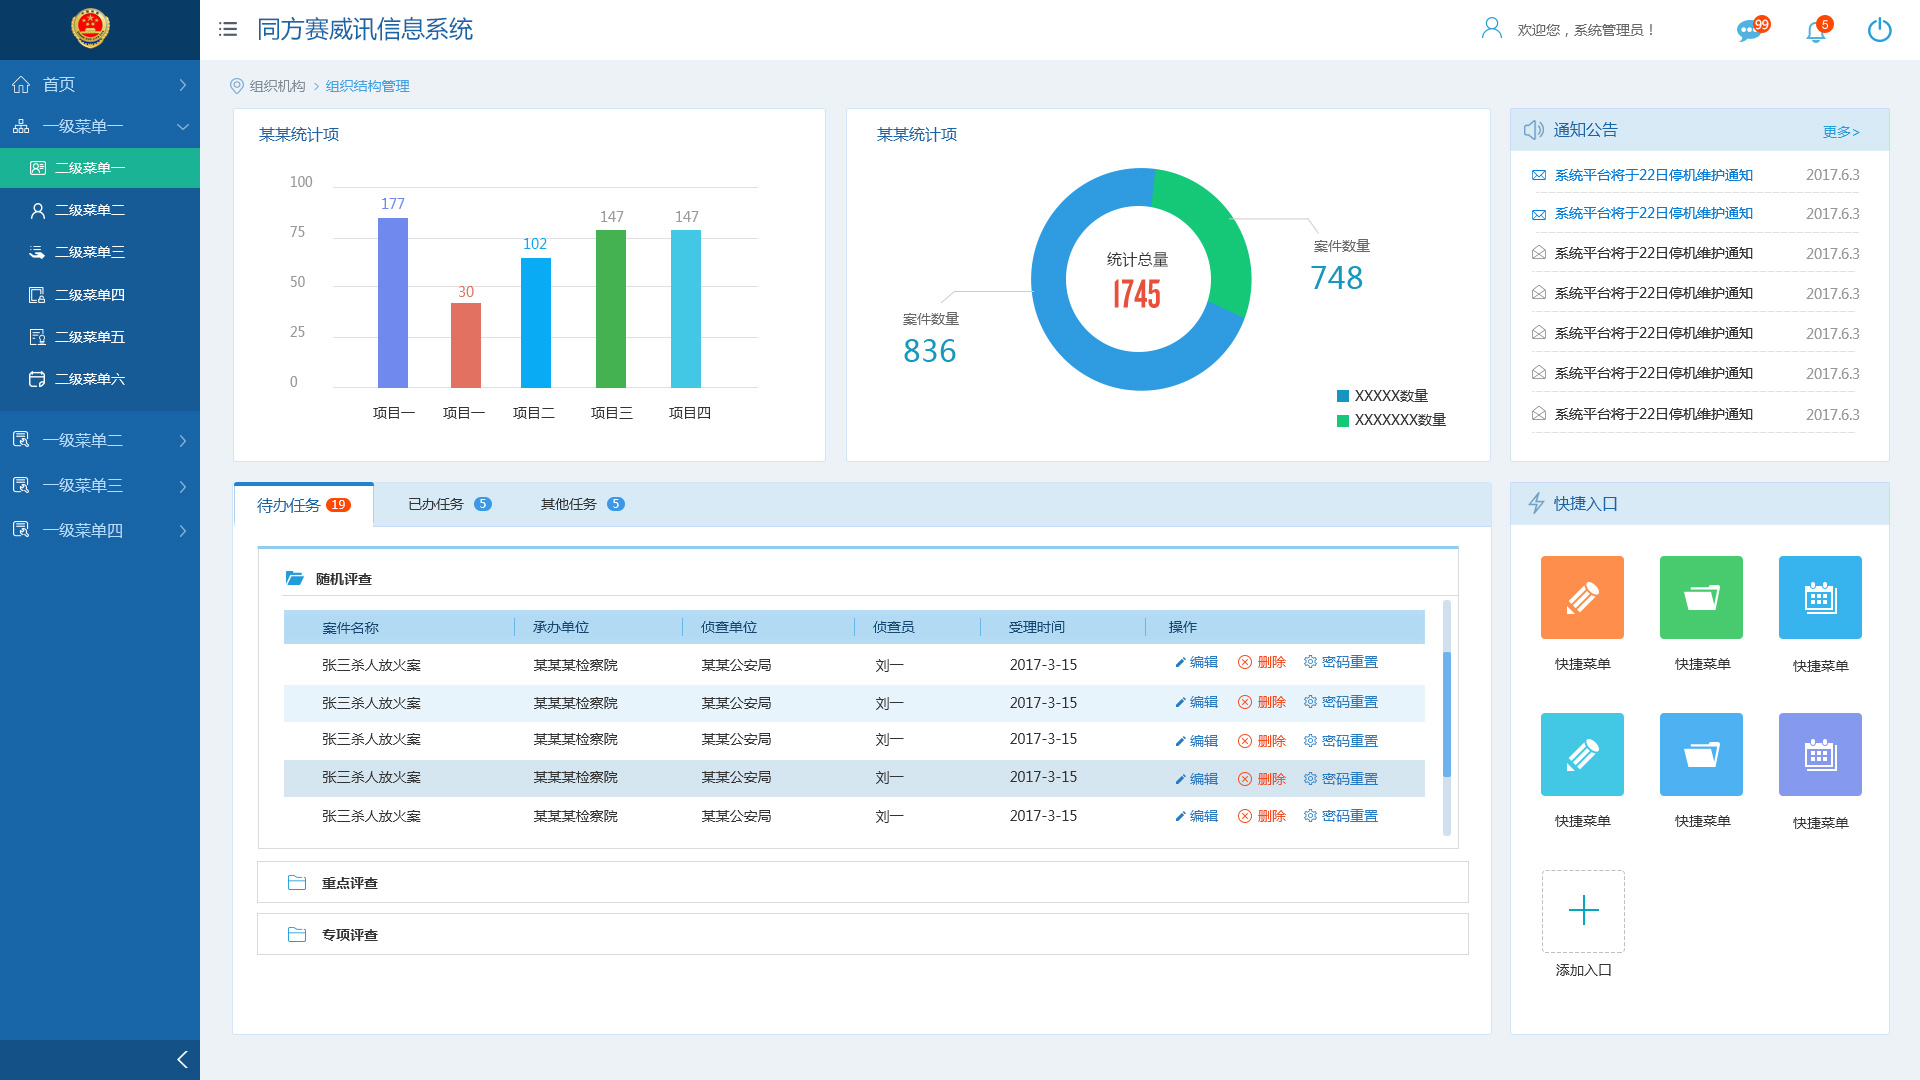 同方赛威讯信息系统
欢迎您，系统管理员！
99
5
首页
一级菜单一
二级菜单一
二级菜单二
二级菜单三
二级菜单四
二级菜单五
二级菜单六
一级菜单二
一级菜单三
一级菜单四
组织机构 > 组织结构管理
某某统计项
100
75
50
25
0
177
30
102
147
147
项目一 项目一 项目二 项目三 项目四
某某统计项
统计总量
1745
案件数量
748
案件数量
836
XXXXX数量
XXXXXXX数量
通知公告 更多>
系统平台将于22日停机维护通知 2017.6.3
系统平台将于22日停机维护通知 2017.6.3
系统平台将于22日停机维护通知 2017.6.3
系统平台将于22日停机维护通知 2017.6.3
系统平台将于22日停机维护通知 2017.6.3
系统平台将于22日停机维护通知 2017.6.3
系统平台将于22日停机维护通知 2017.6.3
待办任务 19 已办任务 5 其他任务 5
随机评查
案件名称 承办单位 侦查单位 侦查员 受理时间 操作
张三杀人放火案 某某某检察院 某某公安局 刘一 2017-3-15 编辑 删除 密码重置
张三杀人放火案 某某某检察院 某某公安局 刘一 2017-3-15 编辑 删除 密码重置
张三杀人放火案 某某某检察院 某某公安局 刘一 2017-3-15 编辑 删除 密码重置
张三杀人放火案 某某某检察院 某某公安局 刘一 2017-3-15 编辑 删除 密码重置
张三杀人放火案 某某某检察院 某某公安局 刘一 2017-3-15 编辑 删除 密码重置
重点评查
专项评查
快捷入口
快捷菜单 快捷菜单 快捷菜单
快捷菜单 快捷菜单 快捷菜单
添加入口